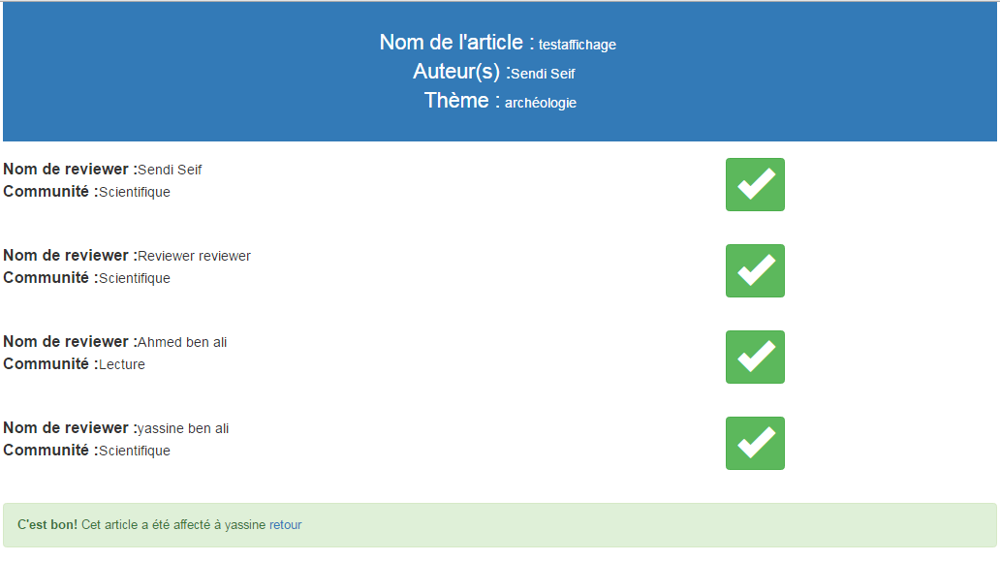 Nom de l'article : testaffichage
Auteur(s) :Sendi Seif
Thème : archéologie
Nom de reviewer :Sendi Seif
Communité :Scientifique
Nom de reviewer :Reviewer reviewer
Communité :Scientifique
Nom de reviewer :Ahmed ben ali
Communité :Lecture
Nom de reviewer :yassine ben ali
Communité :Scientifique
C'est bon! Cet article a été affecté à yassine retour